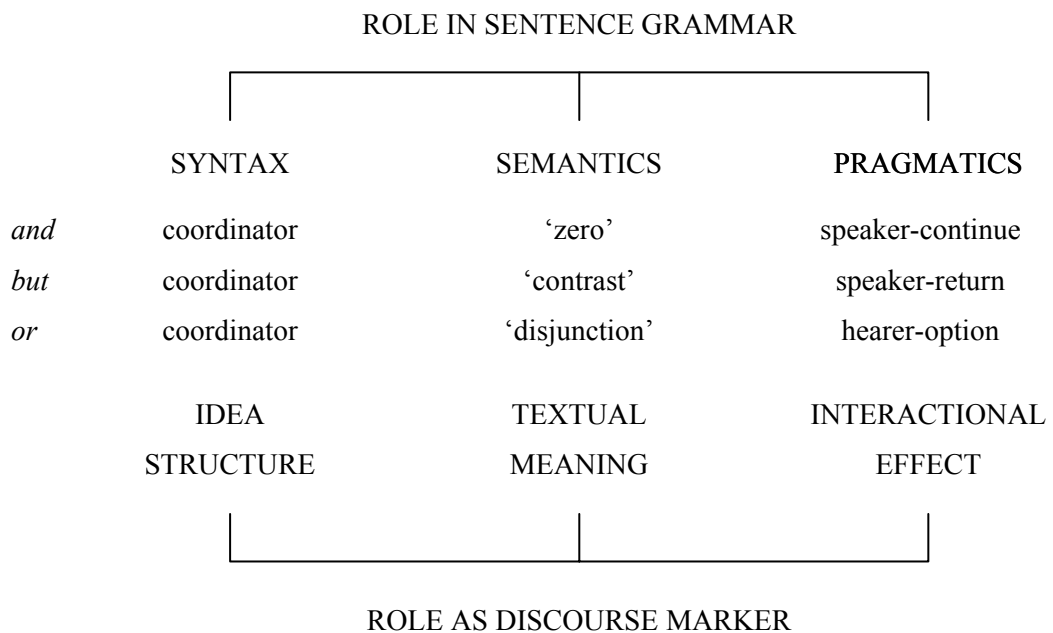 ROLE IN SENTENCE GRAMMAR
SYNTAX SEMANTICS PRAGMATICS
and coordinator ‘zero’ speaker-continue
but coordinator ‘contrast’ speaker-return
or coordinator ‘disjunction’ hearer-option
IDEA TEXTUAL INTERACTIONAL
STRUCTURE MEANING EFFECT
ROLE AS DISCOURSE MARKER